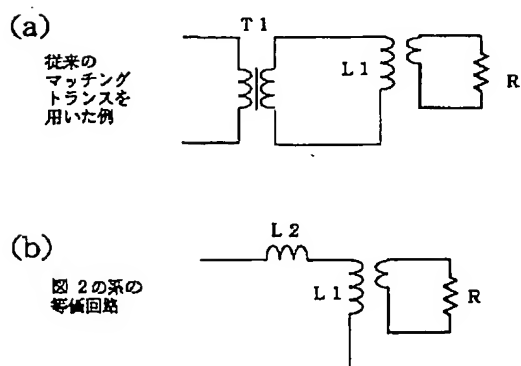 (a)
T1
従来の
マッチング
トランスを
用いた例
L1
R
(b)
L2
図 2の系の
等価回路
L1
R